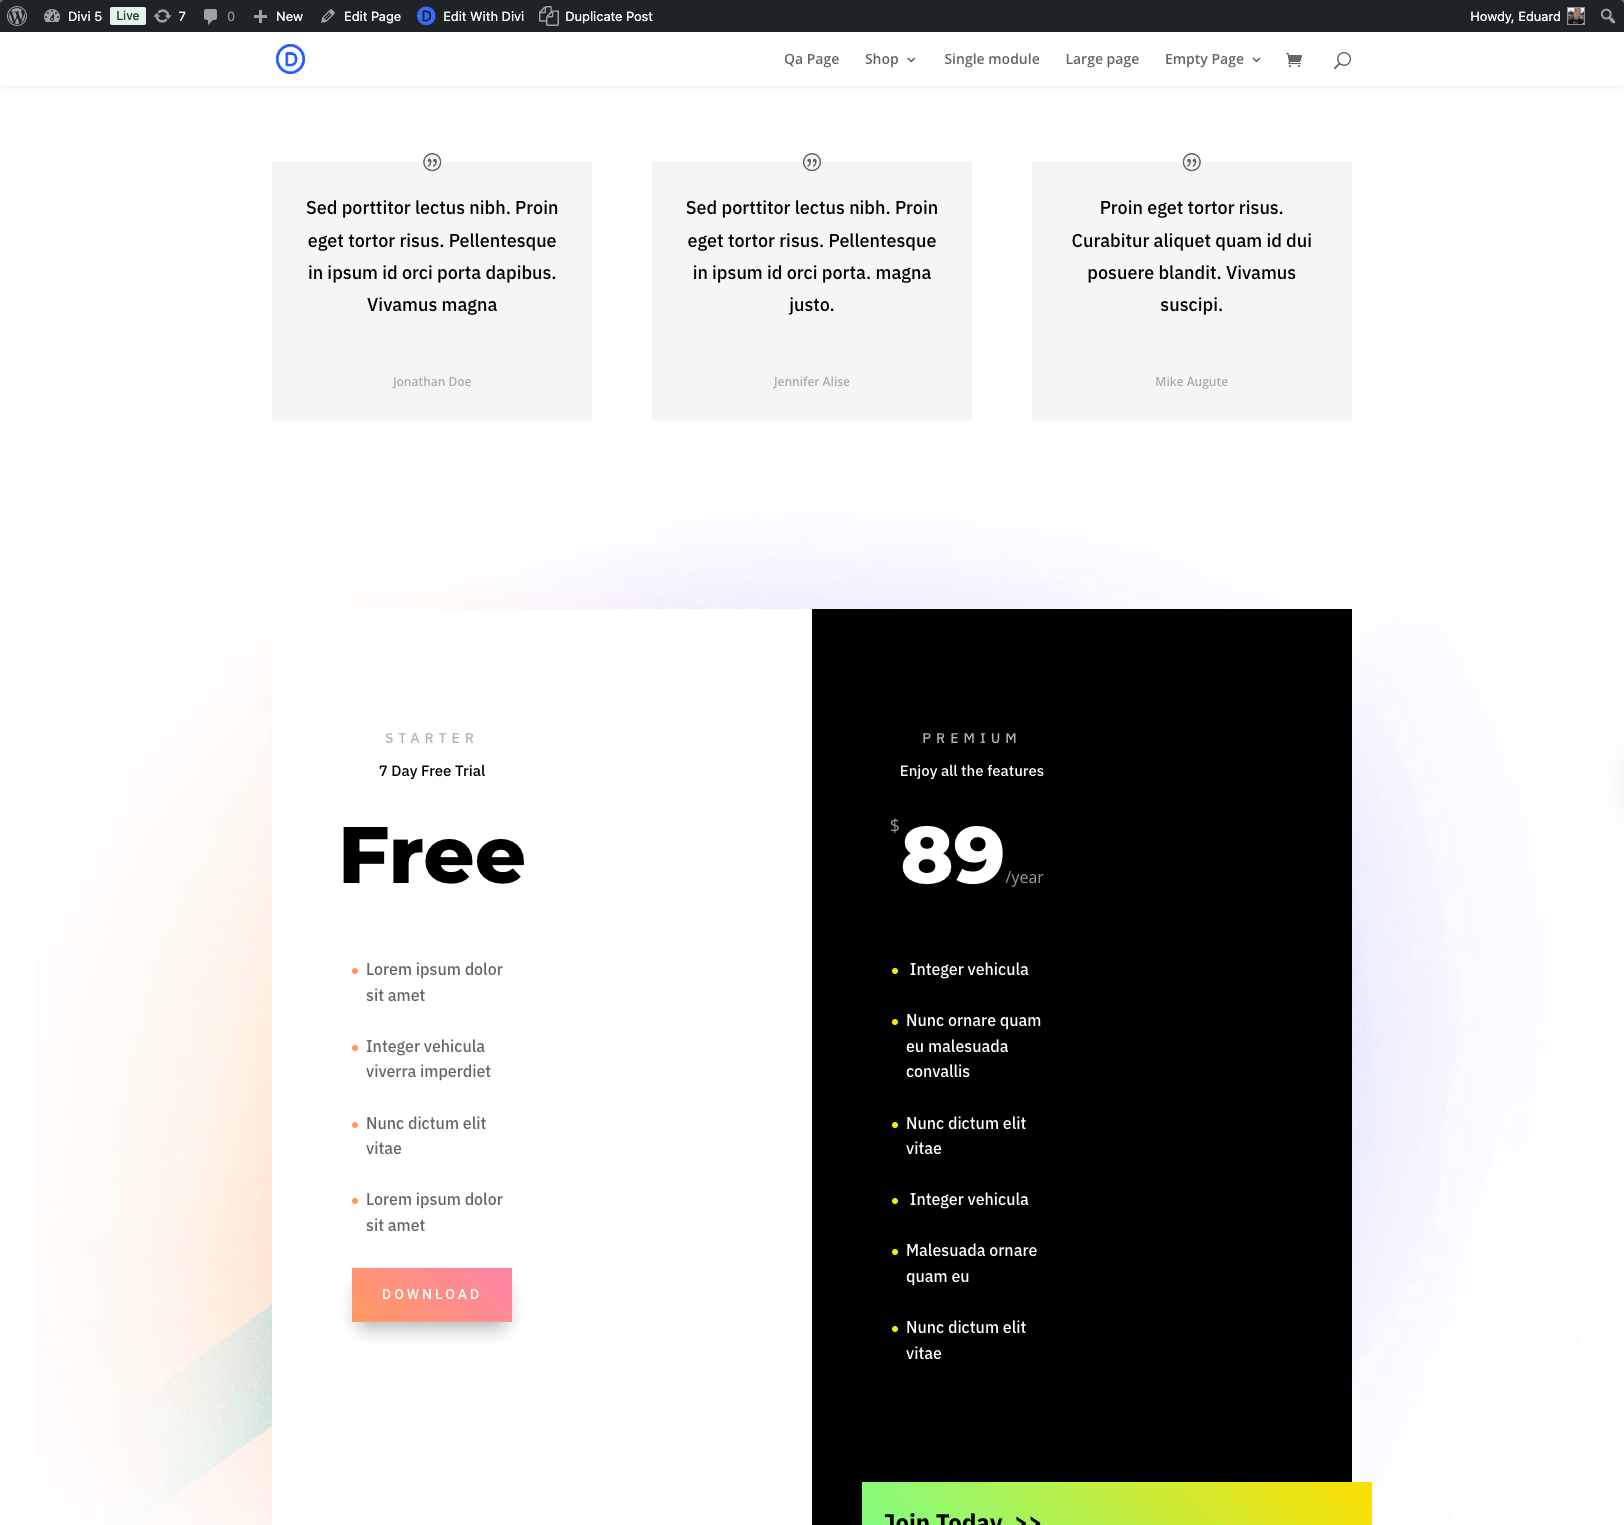 Divi 5 Live 7 0 New Edit Page D Edit With Divi Duplicate Post Howdy, Eduard
D Qa Page Shop Single module Large page Empty Page
Sed porttitor lectus nibh. Proin
eget tortor risus. Pellentesque
in ipsum id orci porta dapibus.
Vivamus magna
Jonathan Doe
Sed porttitor lectus nibh. Proin
eget tortor risus. Pellentesque
in ipsum id orci porta. magna
justo.
Jennifer Alise
Proin eget tortor risus.
Curabitur aliquet quam id dui
posuere blandit. Vivamus
suscipi.
Mike Augute
STARTER
7 Day Free Trial
Free
Lorem ipsum dolor
sit amet
Integer vehicula
viverra imperdiet
Nunc dictum elit
vitae
Lorem ipsum dolor
sit amet
DOWNLOAD
PREMIUM
Enjoy all the features
$89/year
Integer vehicula
Nunc ornare quam
eu malesuada
convallis
Nunc dictum elit
vitae
Integer vehicula
Malesuada ornare
quam eu
Nunc dictum elit
vitae
Join Today >>